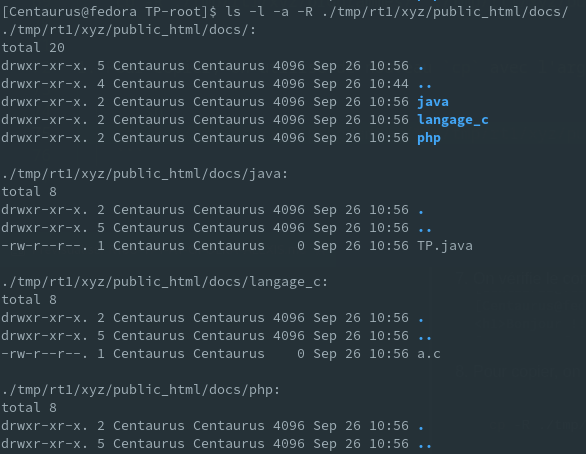 [Centaurus@fedora TP-root]$ ls -l -a -R ./tmp/rt1/xyz/public_html/docs/
./tmp/rt1/xyz/public_html/docs/:
total 20
drwxr-xr-x. 5 Centaurus Centaurus 4096 Sep 26 10:56 .
drwxr-xr-x. 4 Centaurus Centaurus 4096 Sep 26 10:44 ..
drwxr-xr-x. 2 Centaurus Centaurus 4096 Sep 26 10:56 java
drwxr-xr-x. 2 Centaurus Centaurus 4096 Sep 26 10:56 langage_c
drwxr-xr-x. 2 Centaurus Centaurus 4096 Sep 26 10:56 php

./tmp/rt1/xyz/public_html/docs/java:
total 8
drwxr-xr-x. 2 Centaurus Centaurus 4096 Sep 26 10:56 .
drwxr-xr-x. 5 Centaurus Centaurus 4096 Sep 26 10:56 ..
-rw-r--r--. 1 Centaurus Centaurus    0 Sep 26 10:56 TP.java

./tmp/rt1/xyz/public_html/docs/langage_c:
total 8
drwxr-xr-x. 2 Centaurus Centaurus 4096 Sep 26 10:56 .
drwxr-xr-x. 5 Centaurus Centaurus 4096 Sep 26 10:56 ..
-rw-r--r--. 1 Centaurus Centaurus    0 Sep 26 10:56 a.c

./tmp/rt1/xyz/public_html/docs/php:
total 8
drwxr-xr-x. 2 Centaurus Centaurus 4096 Sep 26 10:56 .
drwxr-xr-x. 5 Centaurus Centaurus 4096 Sep 26 10:56 ..